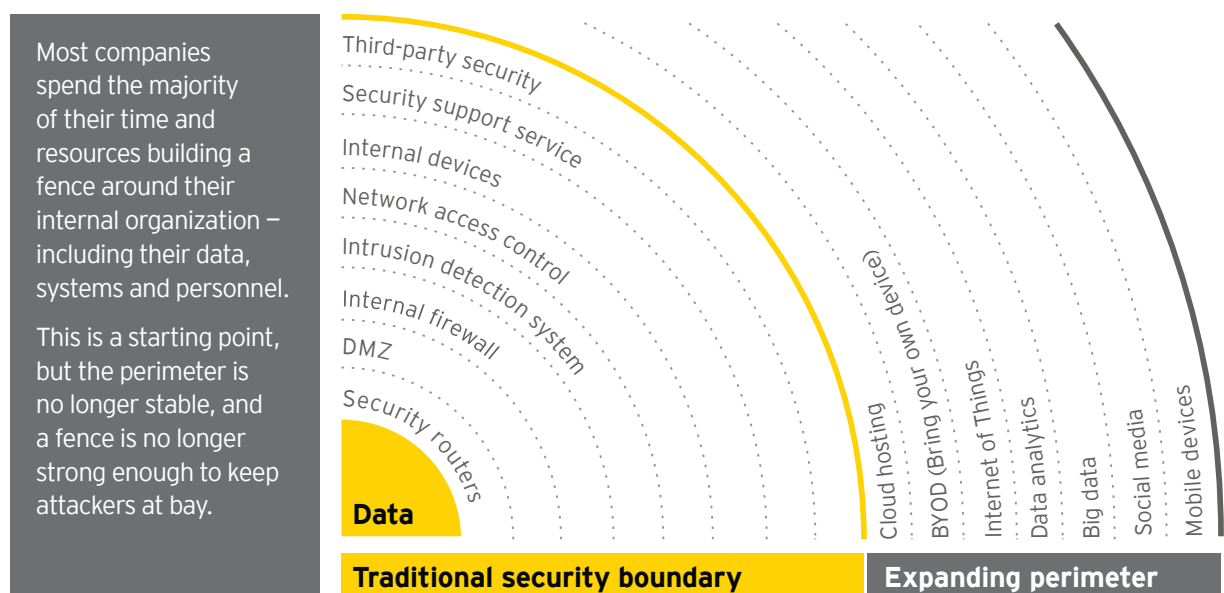 Most companies
spend the majority
of their time and
resources building a
fence around their
internal organization –
including their data,
systems and personnel.
This is a starting point,
but the perimeter is
no longer stable, and
a fence is no longer
strong enough to keep
attackers at bay.
Third-party security
Security support service
Internal devices
Network access control
Intrusion detection system
Internal firewall
DMZ
Security routers
Data
Cloud hosting
BYOD (Bring your own device)
Internet of Things
Data analytics
Big data
Social media
Mobile devices
Traditional security boundary
Expanding perimeter